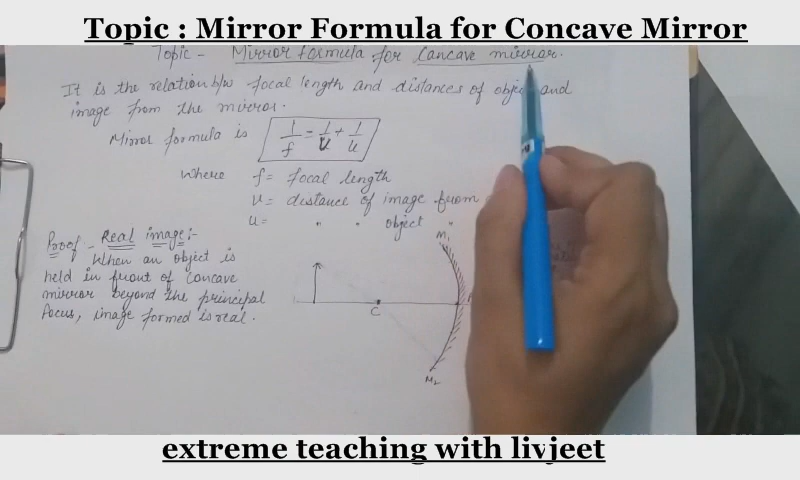 Topic : Mirror Formula for Concave Mirror
Topic - Mirror formula for Concave mirror.
It is the relation b/w focal length and distances of object and
image from the mirror.
Mirror formula is 1/f = 1/v + 1/u
Where f = focal length
v = distance of image from
u = " " object "
Proof - Real image :-
When an object is
held in front of concave
mirror beyond the principal
focus, image formed is real.
M1
C
M2
extreme teaching with livjeet